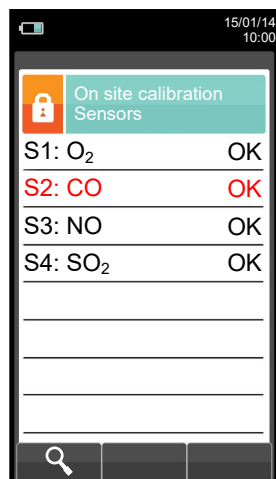 15/01/14
10:00
On site calibration
Sensors
S1: O₂ OK
S2: CO OK
S3: NO OK
S4: SO₂ OK